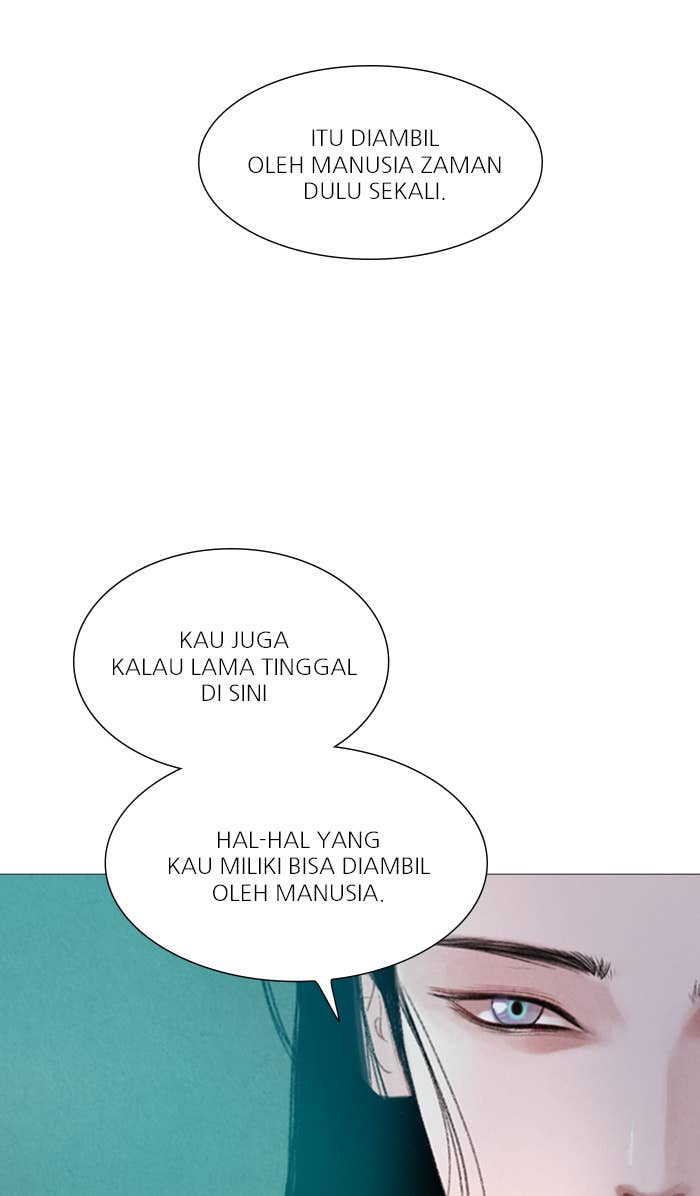 ITU DIAMBIL
OLEH MANUSIA ZAMAN
DULU SEKALI.
KAU JUGA
KALAU LAMA TINGGAL
DI SINI
HAL-HAL YANG
KAU MILIKI BISA DIAMBIL
OLEH MANUSIA.